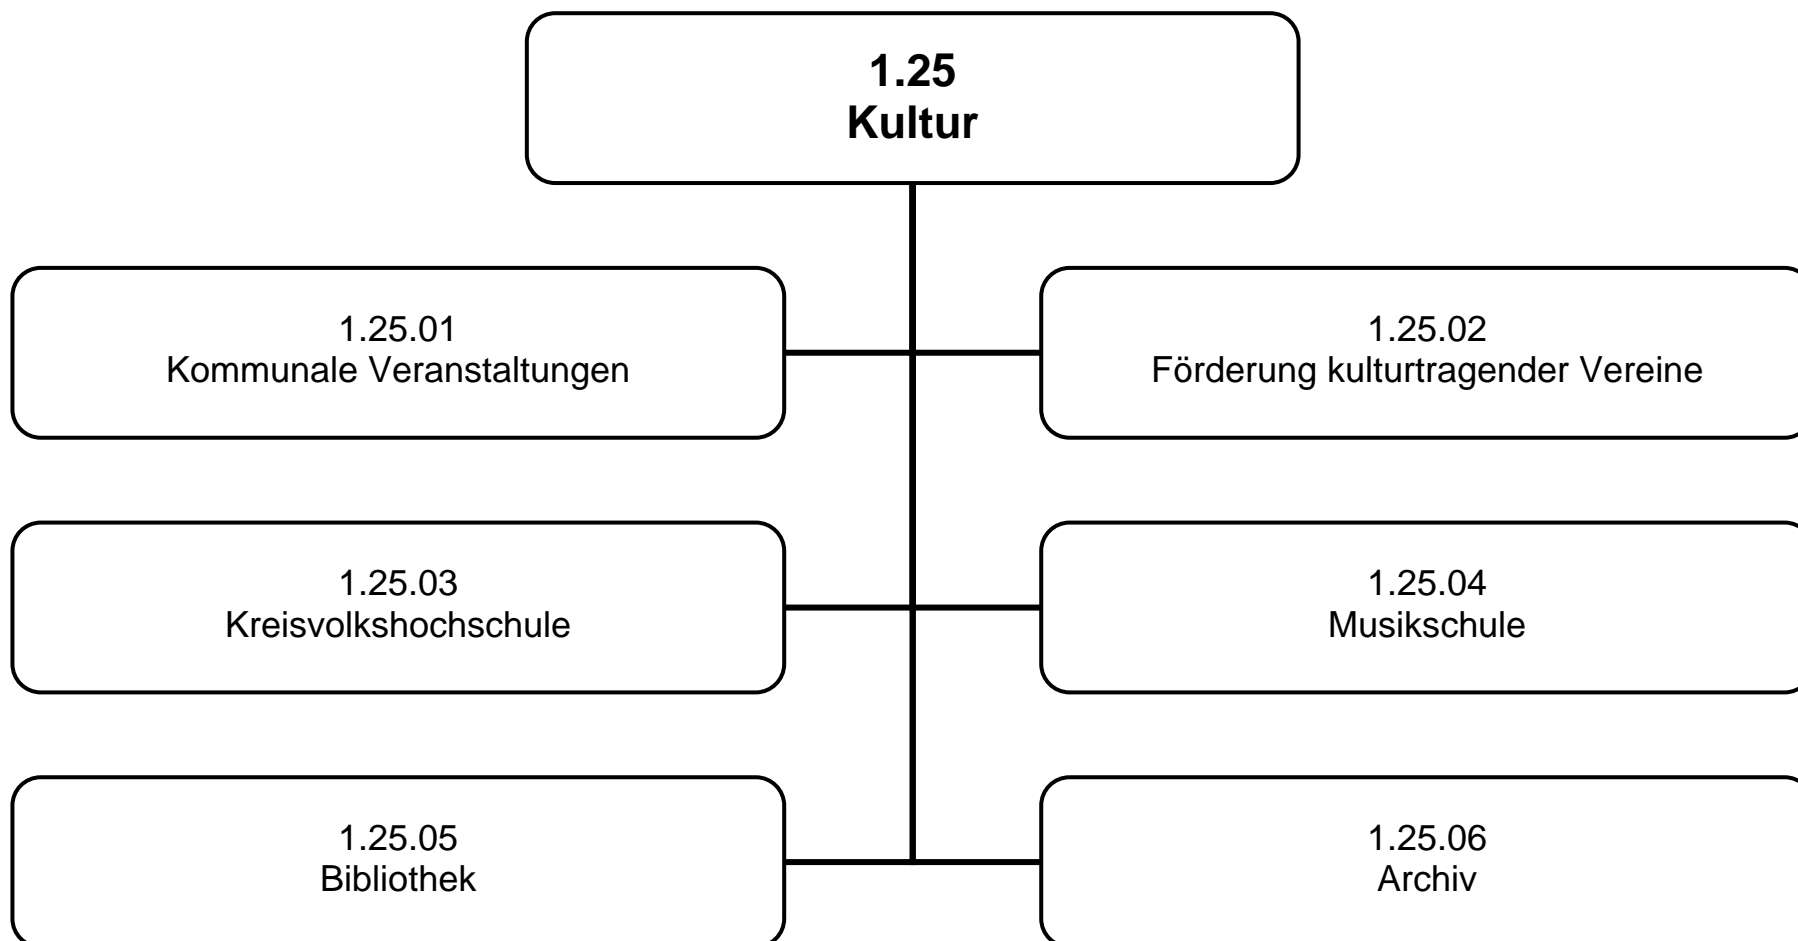 1.25
Kultur
1.25.01
Kommunale Veranstaltungen
1.25.02
Förderung kulturtragender Vereine
1.25.03
Kreisvolkshochschule
1.25.04
Musikschule
1.25.05
Bibliothek
1.25.06
Archiv